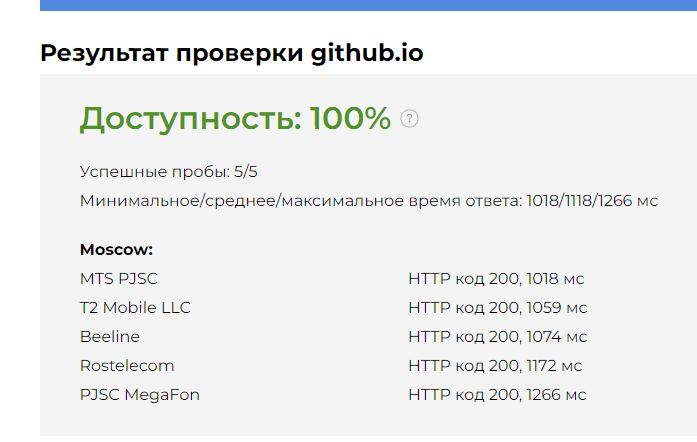 Результат проверки github.io
Доступность: 100% ?
Успешные пробы: 5/5
Минимальное/среднее/максимальное время ответа: 1018/1118/1266 мс
Moscow:
MTS PJSC HTTP код 200, 1018 мс
T2 Mobile LLC HTTP код 200, 1059 мс
Beeline HTTP код 200, 1074 мс
Rostelecom HTTP код 200, 1172 мс
PJSC MegaFon HTTP код 200, 1266 мс